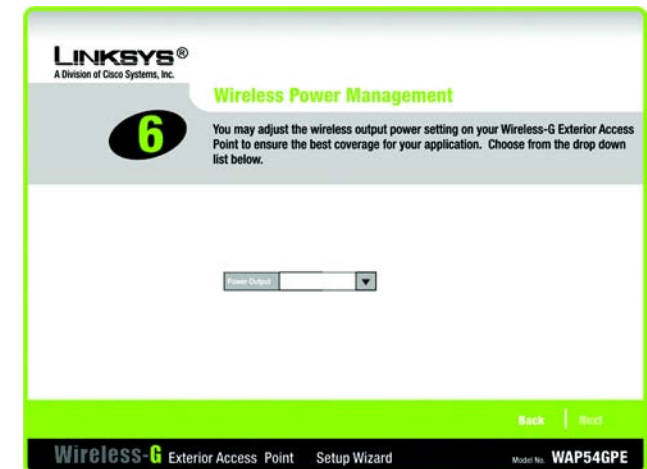 LINKSYS®
A Division of Cisco Systems, Inc.
Wireless Power Management
6
You may adjust the wireless output power setting on your Wireless-G Exterior Access
Point to ensure the best coverage for your application. Choose from the drop down
list below.
Power Output
Back | Next
Wireless-G Exterior Access Point Setup Wizard Model No. WAP54GPE